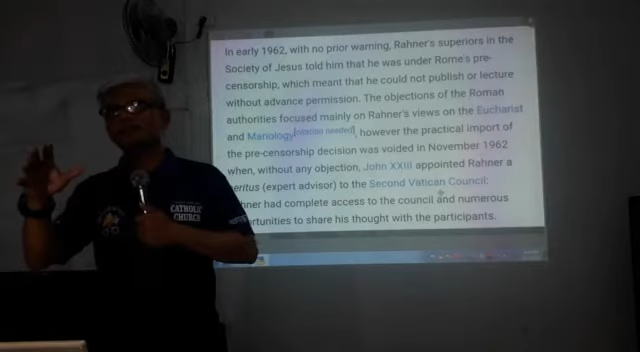 In early 1962, with no prior warning, Rahner's superiors in the
Society of Jesus told him that he was under Rome's pre-
censorship, which meant that he could not publish or lecture
without advance permission. The objections of the Roman
authorities focused mainly on Rahner's views on the Eucharist
and Mariology[citation needed], however the practical import of
the pre-censorship decision was voided in November 1962
when, without any objection, John XXIII appointed Rahner a
peritus (expert advisor) to the Second Vatican Council:
hner had complete access to the council and numerous
ortunities to share his thought with the participants.
CATHOLIC
CHURCH